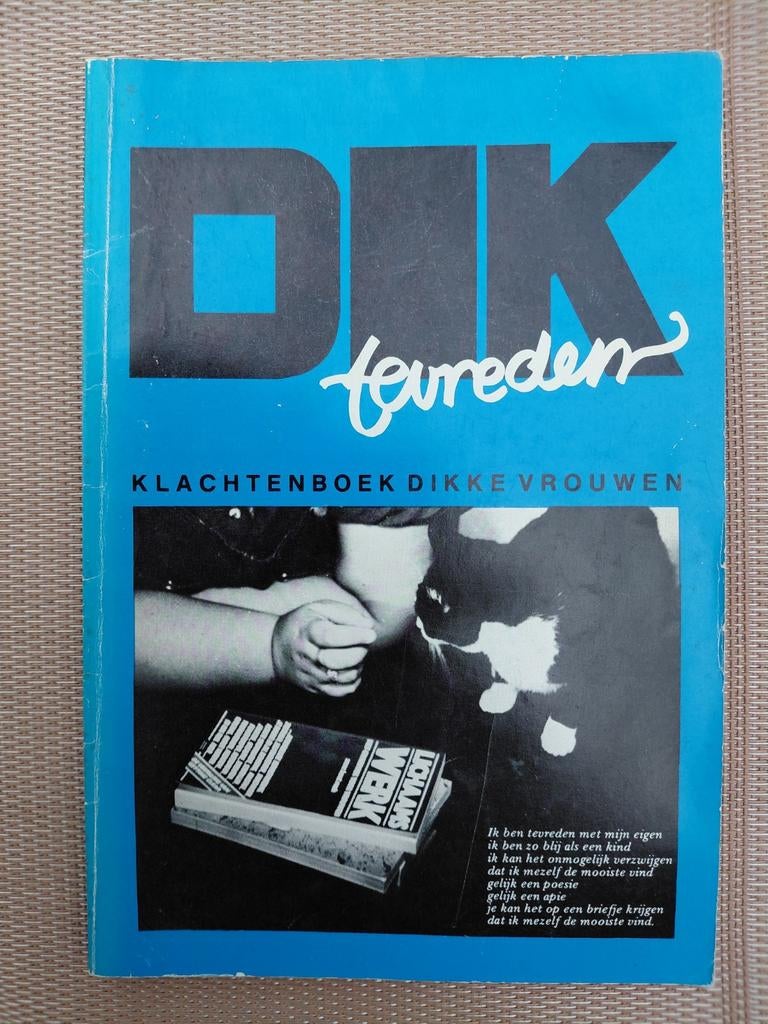 DIK
tevreden
KLACHTENBOEK DIKKE VROUWEN
LICHAAMS
WERK
Ik ben tevreden met mijn eigen
ik ben zo blij als een kind
ik kan het onmogelijk verzwijgen
dat ik mezelf de mooiste vind
gelijk een poesie
gelijk een apie
je kan het op een briefje krijgen
dat ik mezelf de mooiste vind.